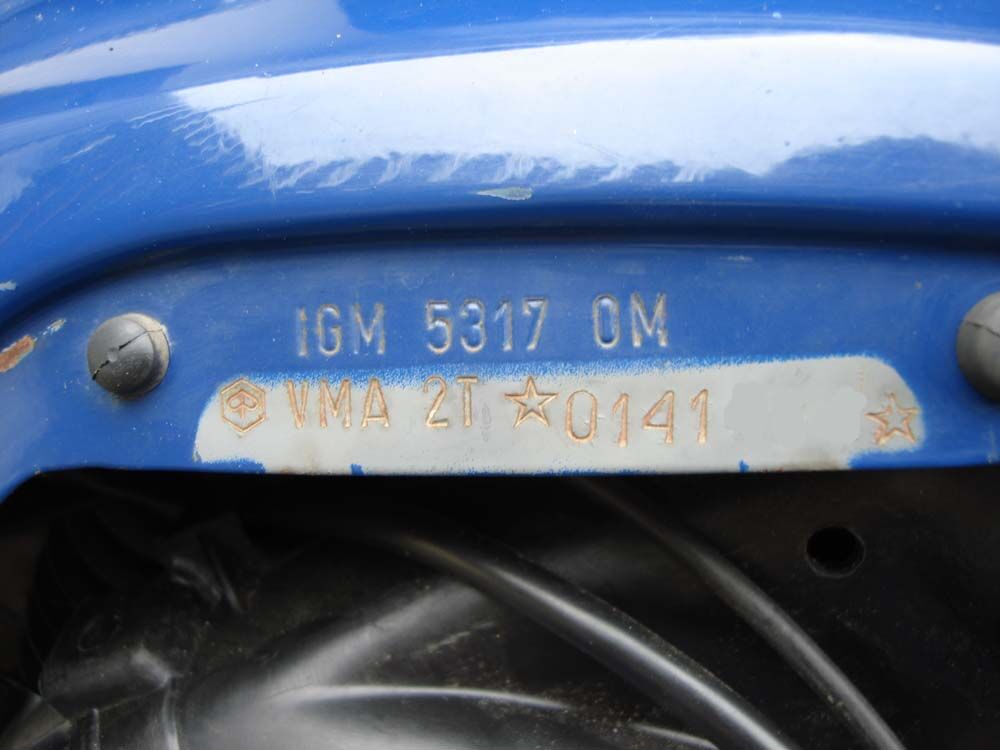 IGM 5317 OM
VMA 2T ☆0141 ☆